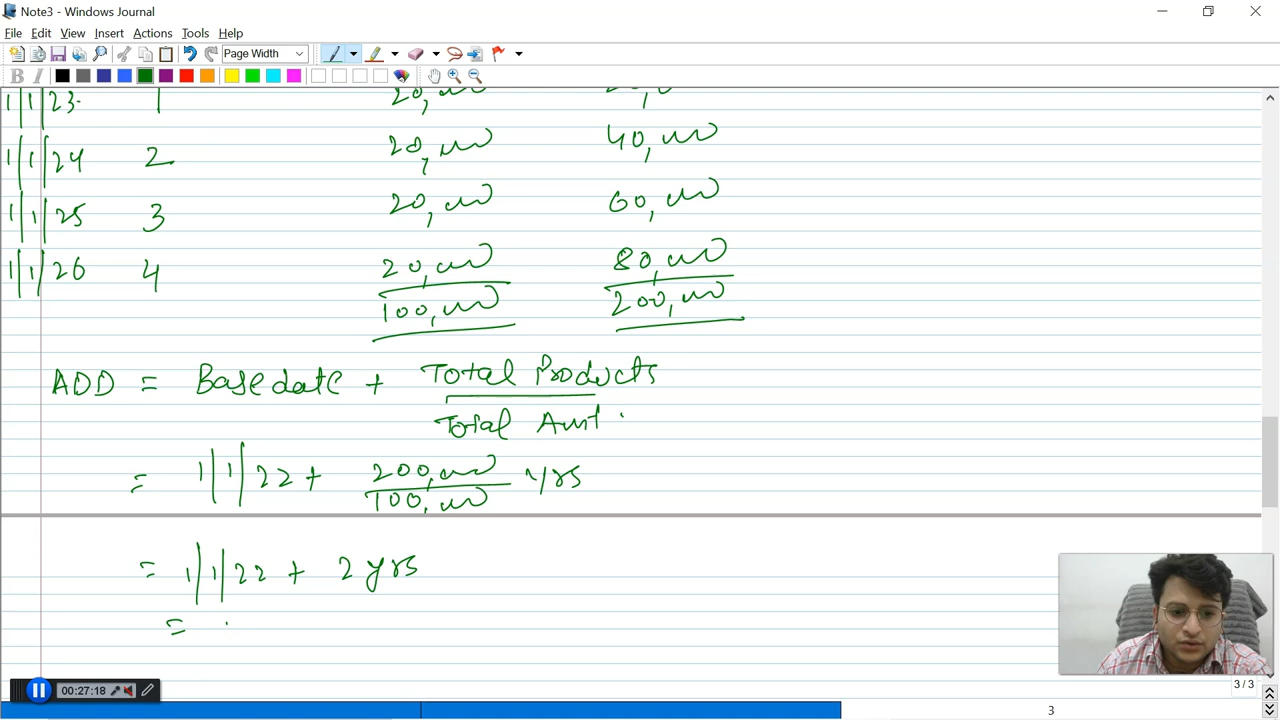 Note3 - Windows Journal
File Edit View Insert Actions Tools Help
Page Width
B I
1/1/23 1 20,000
1/1/24 2 20,000 40,000
1/1/25 3 20,000 60,000
1/1/26 4 20,000 80,000
100,000 200,000
ADD = Base date + Total Products
Total Amt.
= 1/1/22 + 200,000 yrs
100,000
= 1/1/22 + 2 yrs
=
00:27:18
3 / 3
3